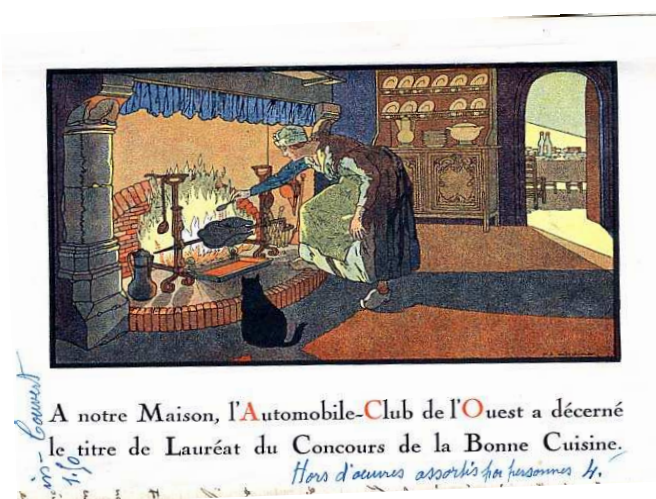 A notre Maison, l'Automobile-Club de l'Ouest a décerné
le titre de Lauréat du Concours de la Bonne Cuisine.
Hors d'œuvres assortis par personnes 4.
Couvert